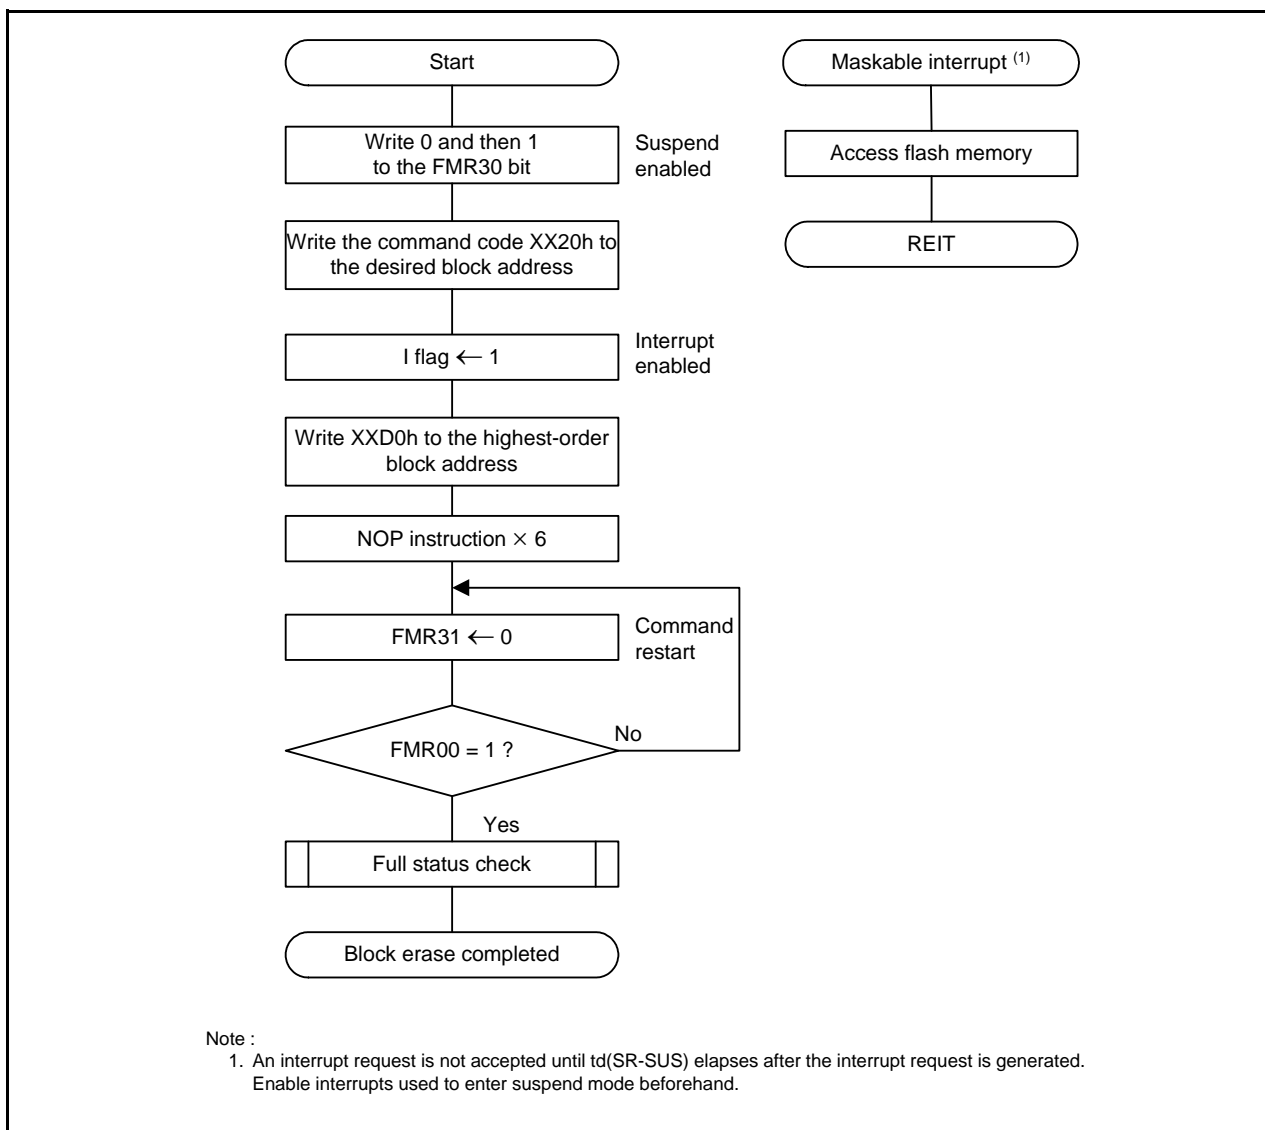 Start
Write 0 and then 1
to the FMR30 bit
Suspend
enabled
Write the command code XX20h to
the desired block address
I flag ← 1
Interrupt
enabled
Write XXD0h to the highest-order
block address
NOP instruction × 6
FMR31 ← 0
Command
restart
FMR00 = 1 ?
No
Yes
Full status check
Block erase completed
Maskable interrupt (1)
Access flash memory
REIT
Note :
1. An interrupt request is not accepted until td(SR-SUS) elapses after the interrupt request is generated.
Enable interrupts used to enter suspend mode beforehand.